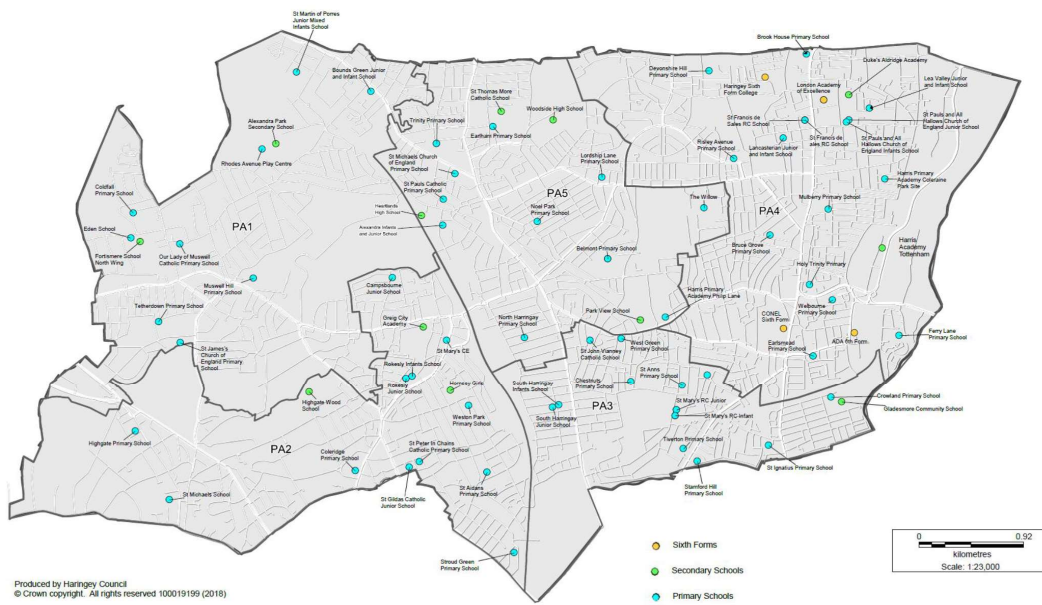 St Martin of Porres
Junior Mixed
Infants School
Bounds Green Junior
and Infant School
Brook House Primary School
Devonshire Hill
Primary School
Haringey Sixth
Form College
London Academy
of Excellence
Duke's Aldridge Academy
Lea Valley Junior
and Infant School
St Thomas More
Catholic School
Woodside High School
Trinity Primary School
Earlham Primary School
Alexandra Park
Secondary School
Rhodes Avenue Play Centre
St Francis de
Sales RC School
St Francis de
sales RC School
St Pauls and All
Hallows Church of
England Junior School
St Pauls and All
Hallows Church of
England Infants School
Lancasterian Junior
and Infant School
Risley Avenue
Primary School
St Michaels Church
of England
Primary School
Lordship Lane
Primary School
St Pauls Catholic
Primary School
PA5
Harris Primary
Academy Coleraine
Park Site
Coldfall
Primary School
Heartlands
High School
Noel Park
Primary School
The Willow
PA4
Mulberry Primary School
PA1
Eden School
Alexandra Infants
and Junior School
Fortismere School
North Wing
Our Lady of Muswell
Catholic Primary School
Belmont Primary School
Bruce Grove
Primary School
Harris
Academy
Tottenham
Holy Trinity Primary
Muswell Hill
Primary School
Campsbourne
Junior School
Harris Primary
Academy Philip Lane
Welbourne
Primary School
Tetherdown Primary School
Greig City
Academy
North Harringay
Primary School
Park View School
CONEL
Sixth Form
ADA 6th Form
Ferry Lane
Primary School
St James's
Church of
England Primary
School
St Mary's CE
St John Vianney
Catholic School
West Green
Primary School
Earlsmead
Primary School
Rokesly Infants School
Rokesly
Junior School
Hornsey Girls
South Harringay
Infants School
Chestnuts
Primary School
St Anns
Primary School
Highgate Wood
School
Weston Park
Primary School
South Harringay
Junior School
PA3
St Mary's RC Junior
St Mary's RC Infant
Crowland Primary School
Gladesmore Community School
Highgate Primary School
PA2
Coleridge
Primary School
St Peter In Chains
Catholic Primary School
Tiverton Primary School
St Ignatius Primary School
St Michaels School
St Gildas Catholic
Junior School
St Aidans
Primary School
Stamford Hill
Primary School
Stroud Green
Primary School
Sixth Forms
Secondary Schools
Primary Schools
0 0.92
kilometres
Scale: 1:23,000
Produced by Haringey Council
© Crown copyright. All rights reserved 100019199 (2018)